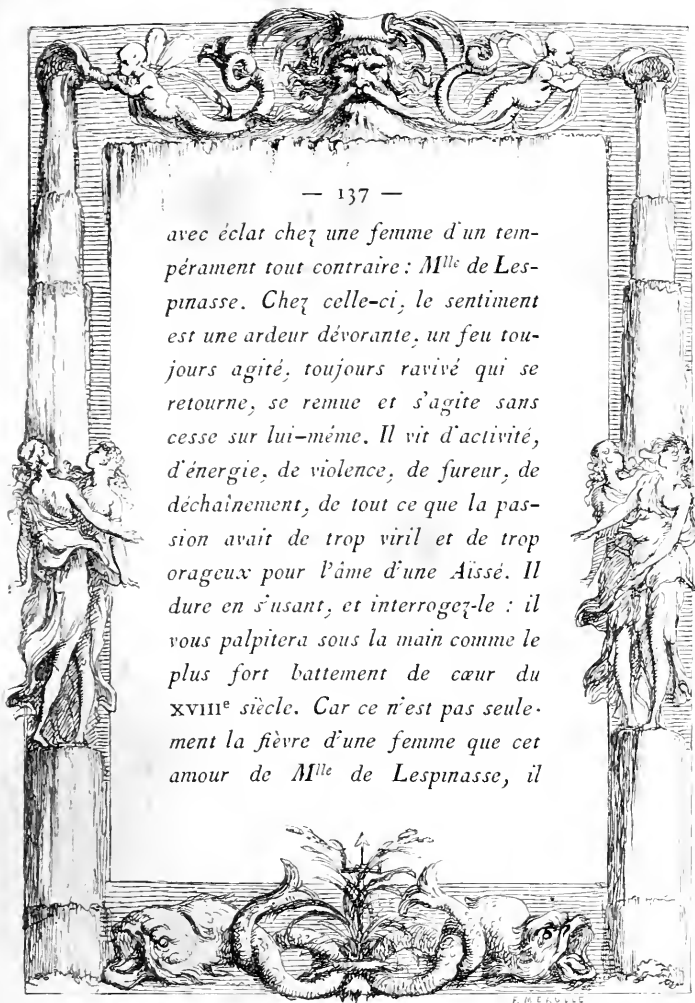 — 137 —
avec éclat chez une femme d'un tem-
pérament tout contraire : Mlle de Les-
pinasse. Chez celle-ci, le sentiment
est une ardeur dévorante, un feu tou-
jours agité, toujours ravivé qui se
retourne, se remue et s'agite sans
cesse sur lui-même. Il vit d'activité,
d'énergie, de violence, de fureur, de
déchaînement, de tout ce que la pas-
sion avait de trop viril et de trop
orageux pour l'âme d'une Aïssé. Il
dure en s'usant, et interrogez-le : il
vous palpitera sous la main comme le
plus fort battement de cœur du
XVIIIe siècle. Car ce n'est pas seule-
ment la fièvre d'une femme que cet
amour de Mlle de Lespinasse, il
F. MEAULLE